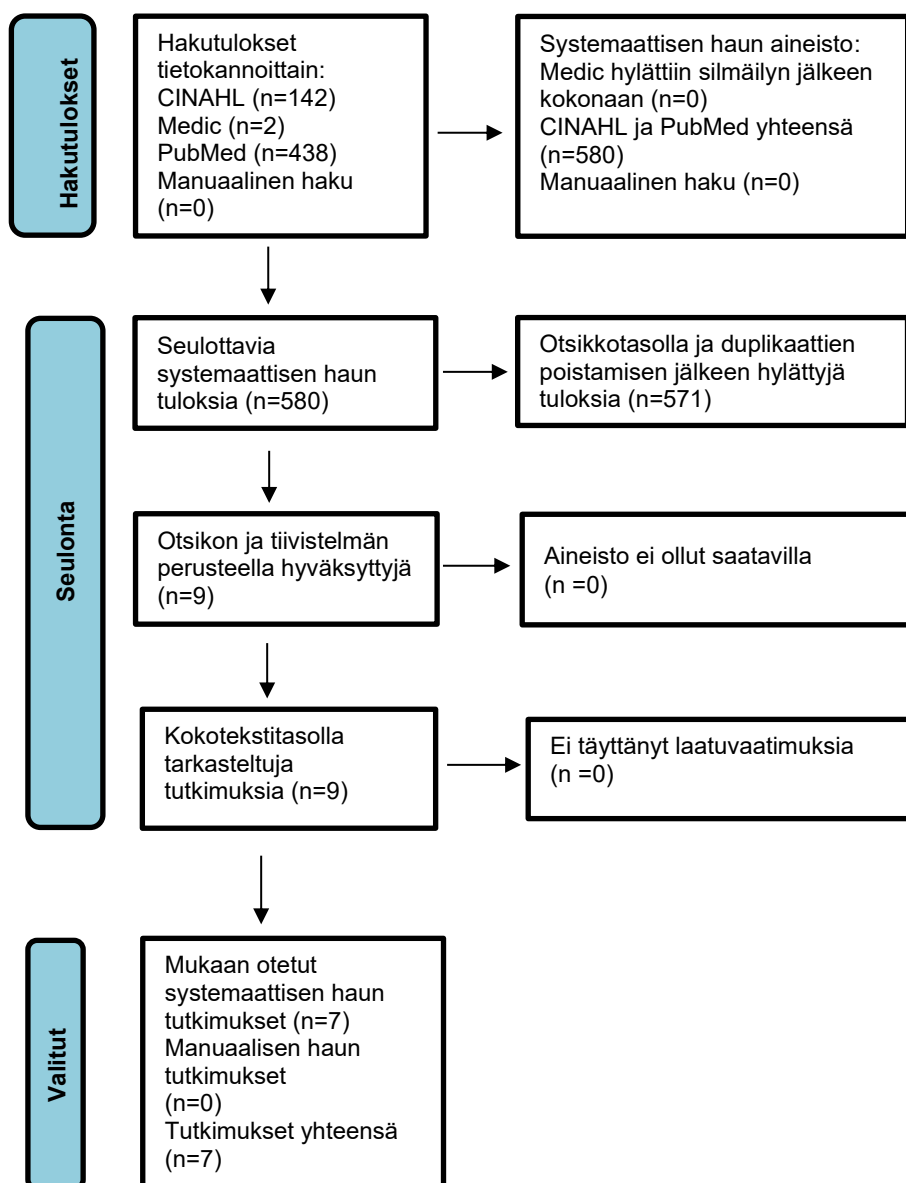 Hakutulokset
Hakutulokset
tietokannoittain:
CINAHL (n=142)
Medic (n=2)
PubMed (n=438)
Manuaalinen haku
(n=0)
Systemaattisen haun aineisto:
Medic hylättiin silmäilyn jälkeen
kokonaan (n=0)
CINAHL ja PubMed yhteensä
(n=580)
Manuaalinen haku (n=0)
Seulonta
Seulottavia
systemaattisen haun
tuloksia (n=580)
Otsikkotasolla ja duplikaattien
poistamisen jälkeen hylättyjä
tuloksia (n=571)
Otsikon ja tiivistelmän
perusteella hyväksyttyjä
(n=9)
Aineisto ei ollut saatavilla
(n =0)
Kokotekstitasolla
tarkasteltuja
tutkimuksia (n=9)
Ei täyttänyt laatuvaatimuksia
(n =0)
Valitut
Mukaan otetut
systemaattisen haun
tutkimukset (n=7)
Manuaalisen haun
tutkimukset
(n=0)
Tutkimukset yhteensä
(n=7)